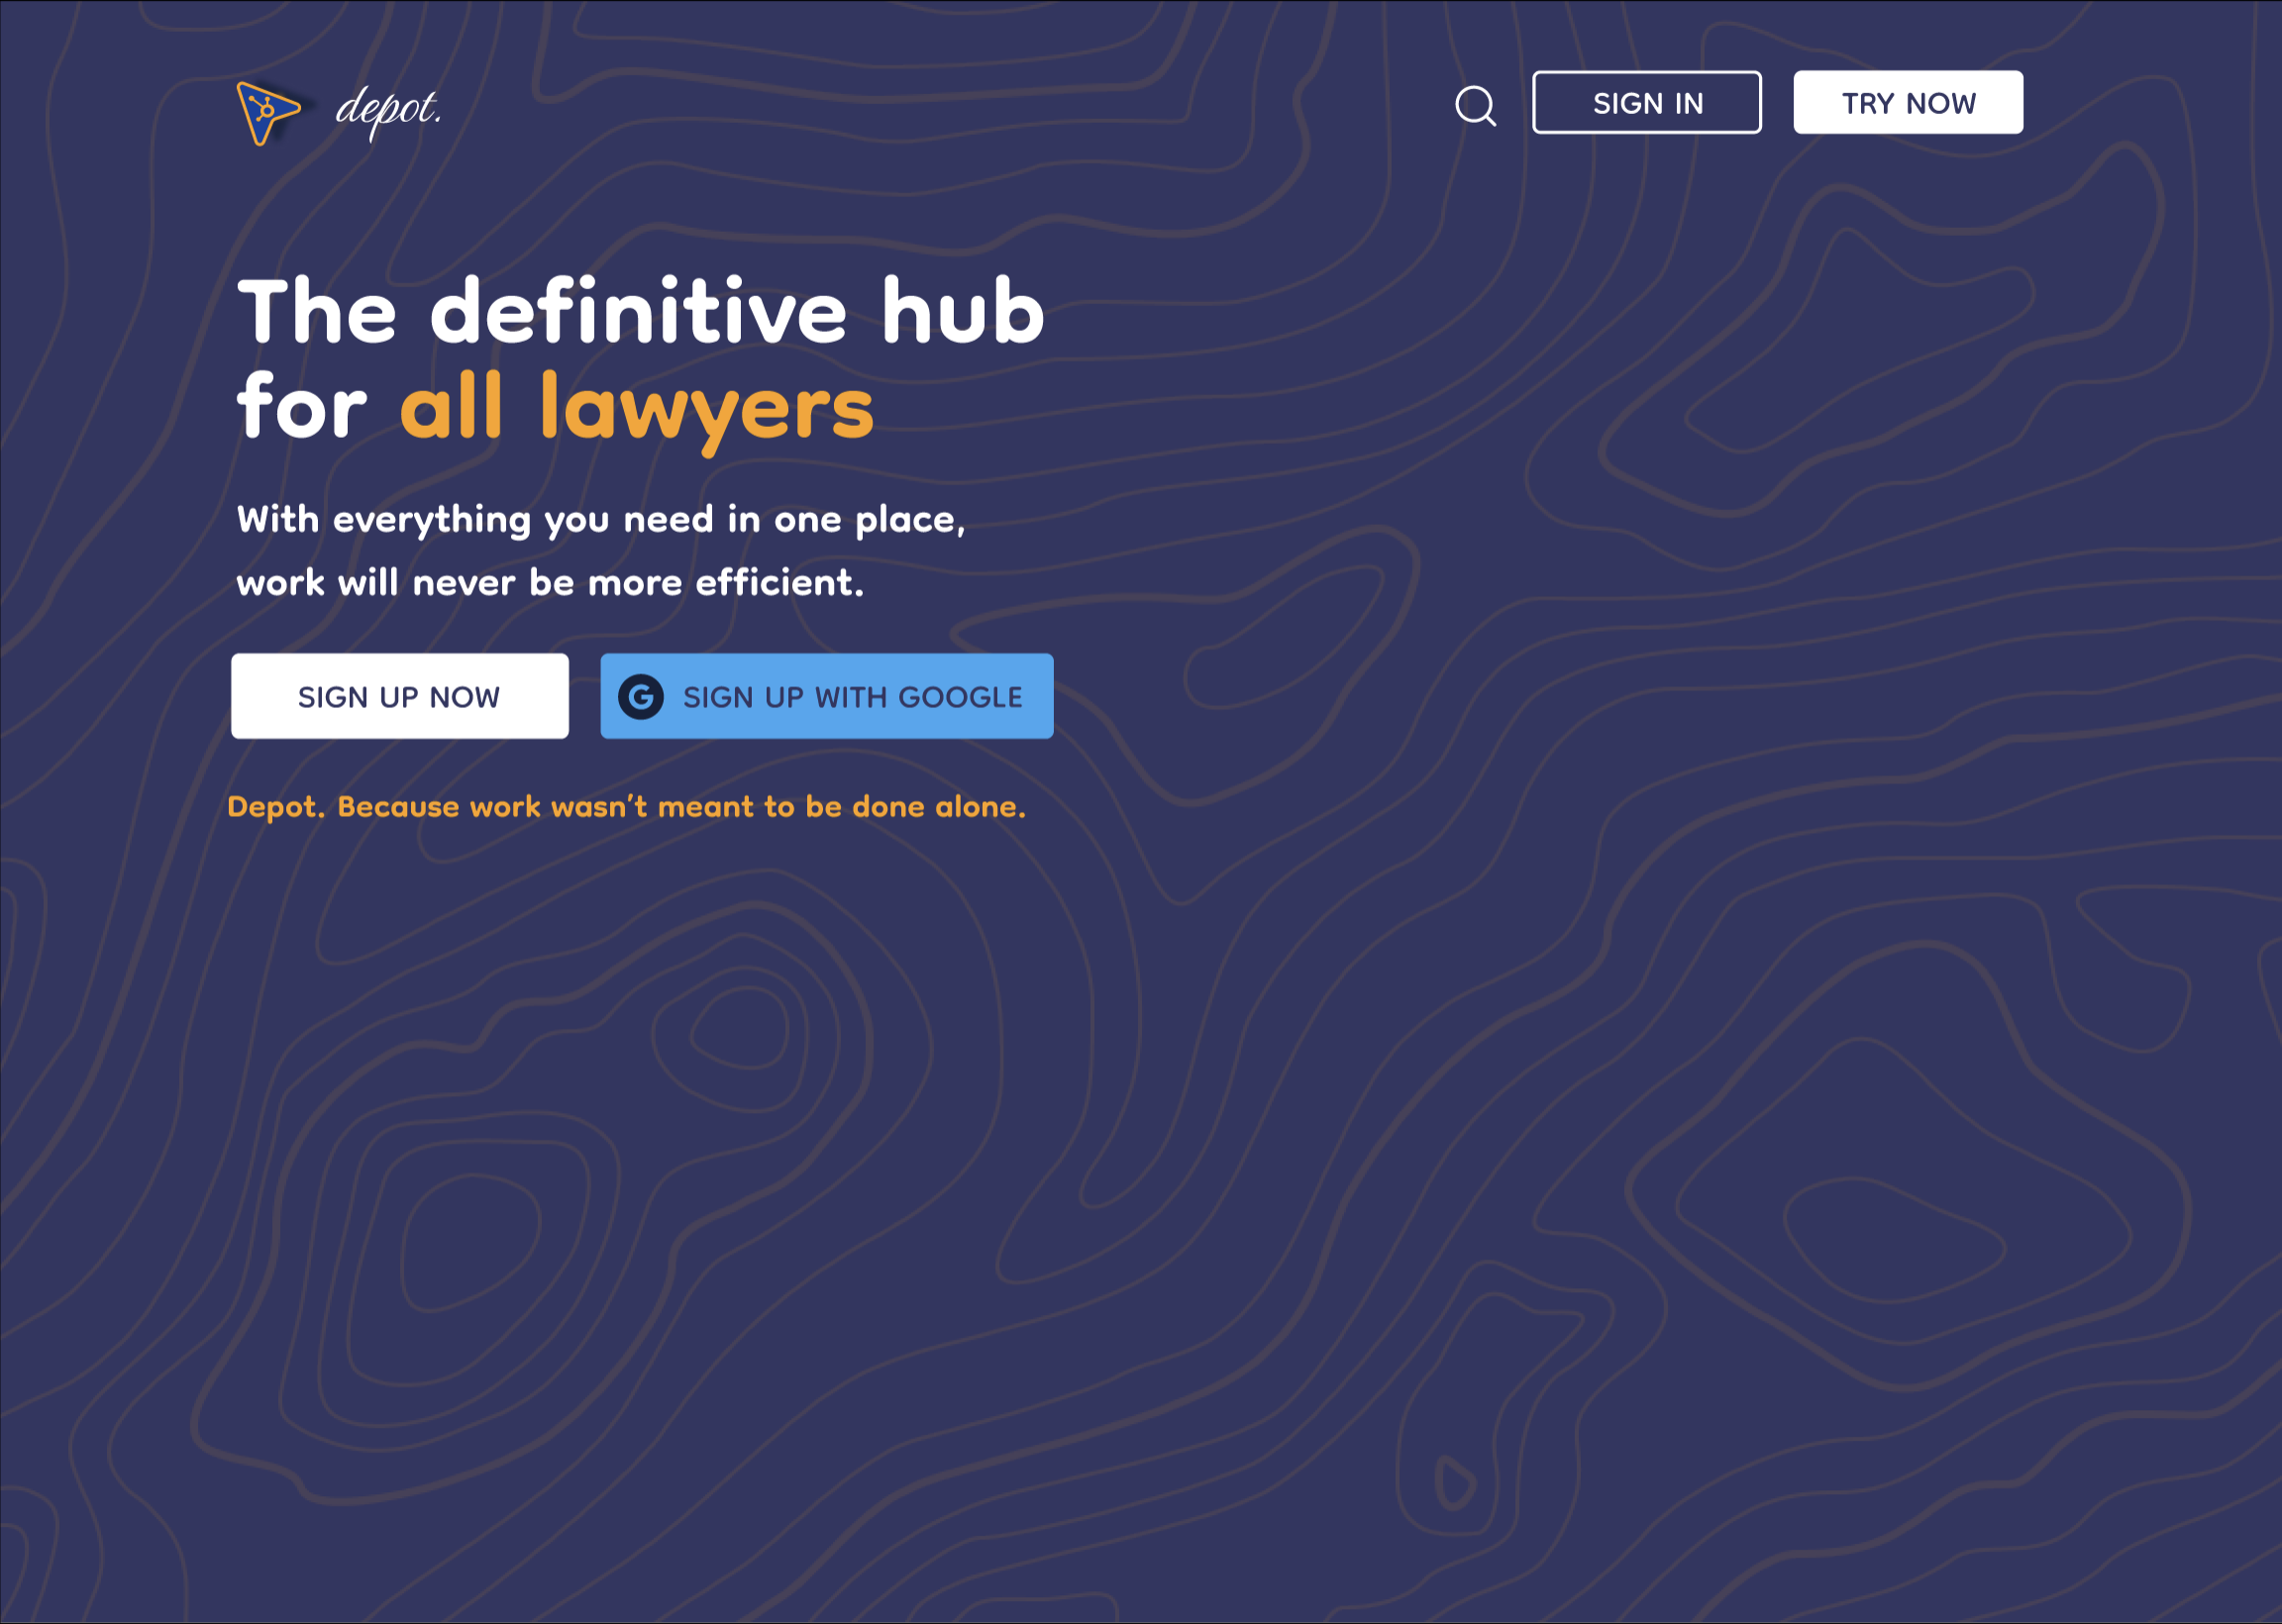 depot.
SIGN IN
TRY NOW
The definitive hub
for all lawyers
With everything you need in one place,
work will never be more efficient.
SIGN UP NOW
G SIGN UP WITH GOOGLE
Depot. Because work wasn’t meant to be done alone.